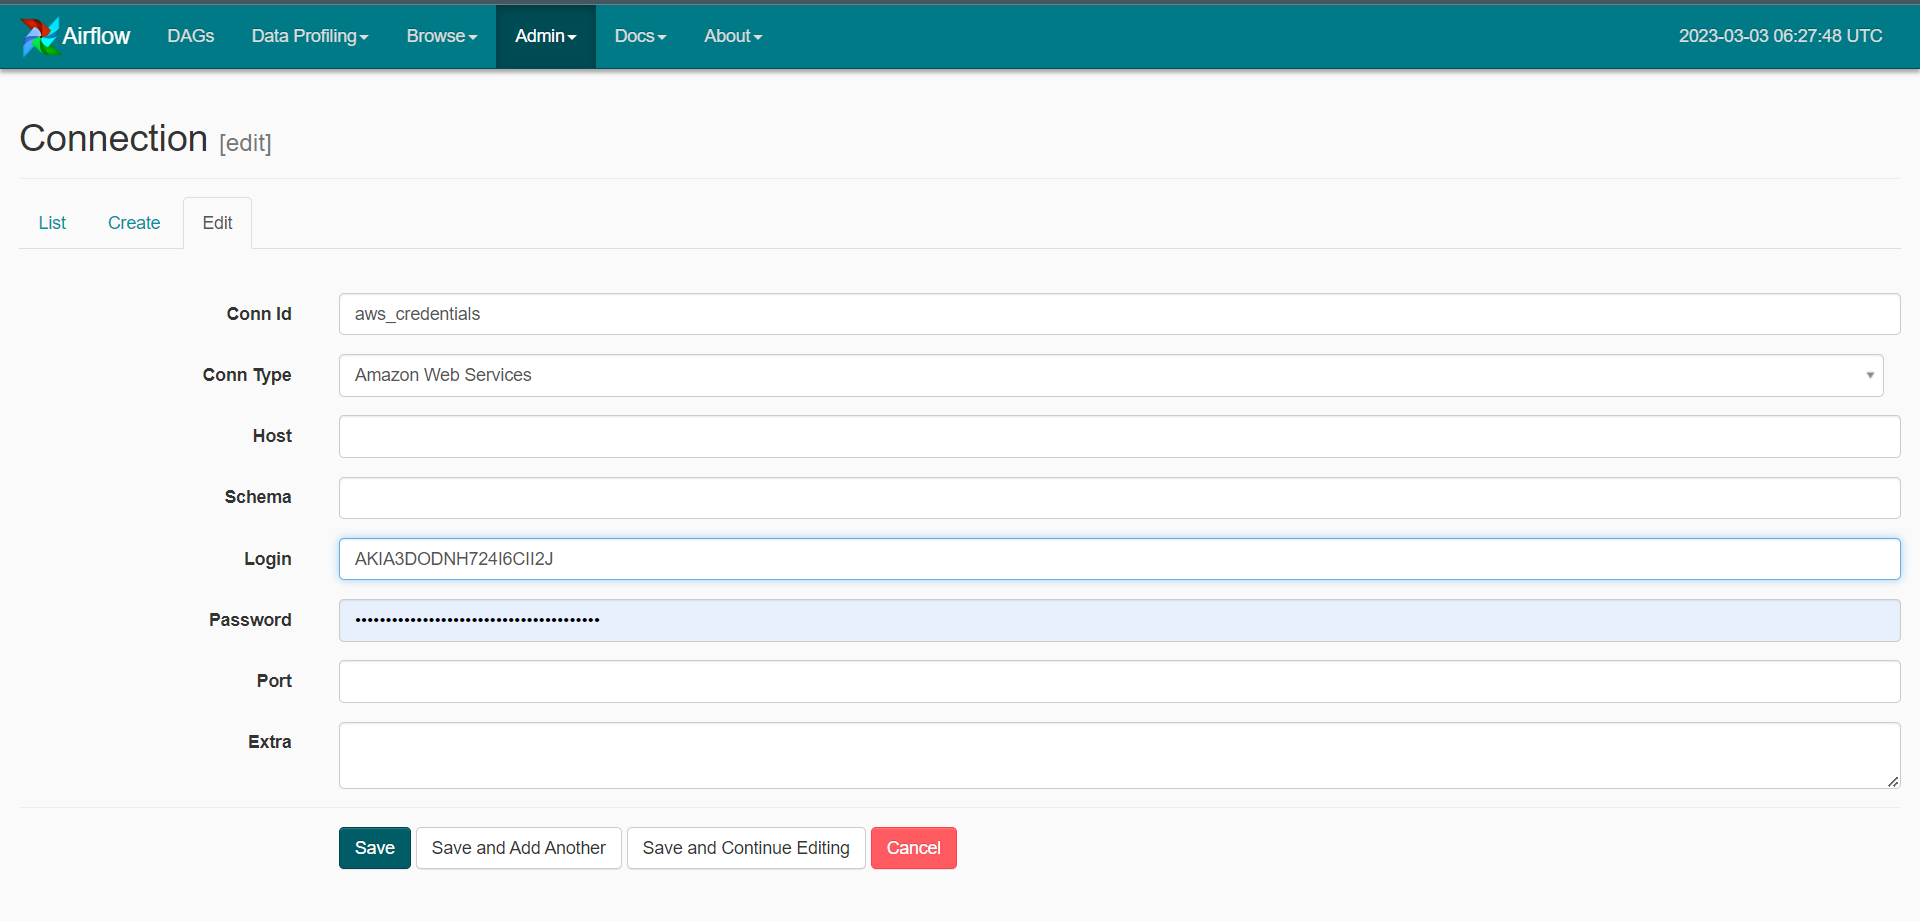 Airflow DAGs Data Profiling Browse Admin Docs About 2023-03-03 06:27:48 UTC
Connection [edit]
List Create Edit
Conn Id aws_credentials
Conn Type Amazon Web Services
Host
Schema
Login AKIA3DODNH724I6CII2J
Password ••••••••••••••••••••••••••••••••••••••••
Port
Extra
Save Save and Add Another Save and Continue Editing Cancel